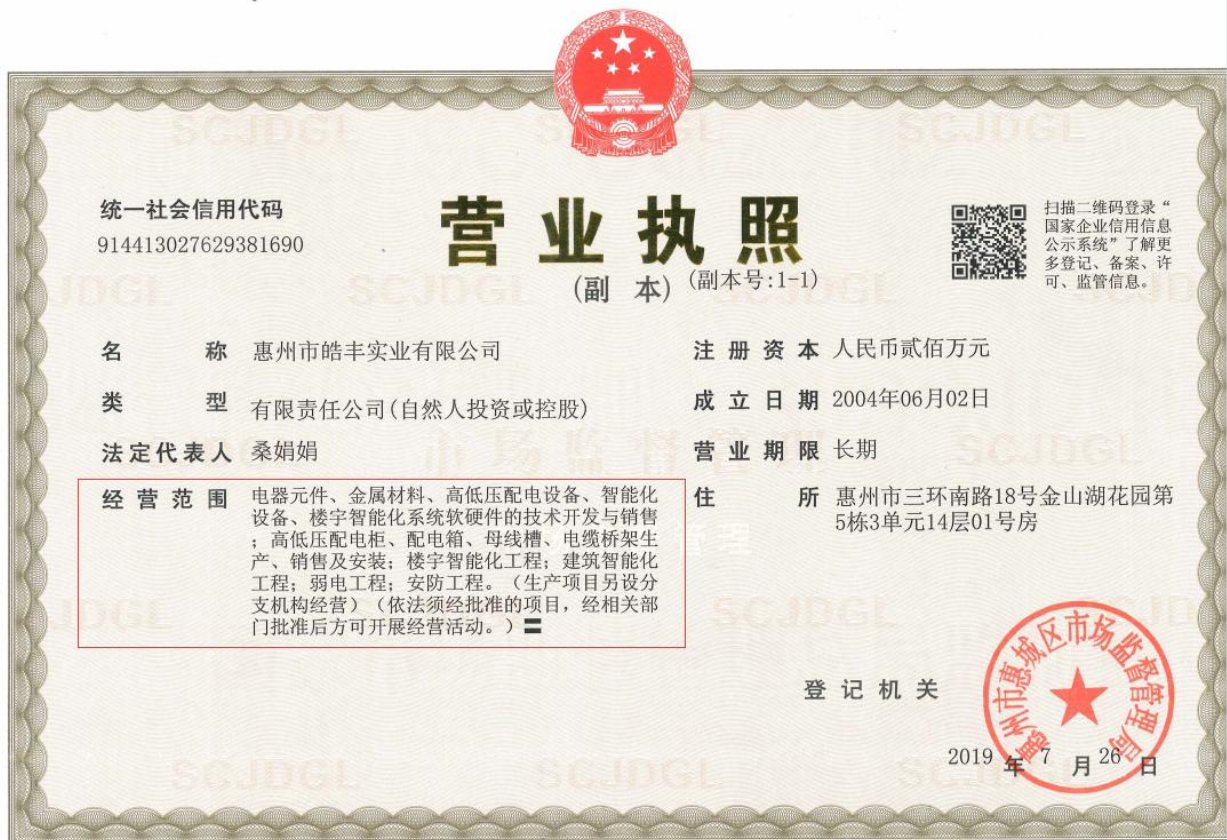 统一社会信用代码
914413027629381690
营业执照
(副 本) (副本号:1-1)
扫描二维码登录“
国家企业信用信息
公示系统”了解更
多登记、备案、许
可、监管信息。
名 称 惠州市皓丰实业有限公司
类 型 有限责任公司(自然人投资或控股)
法定代表人 桑娟娟
经营范围 电器元件、金属材料、高低压配电设备、智能化
设备、楼宇智能化系统软硬件的技术开发与销售
;高低压配电柜、配电箱、母线槽、电缆桥架生
产、销售及安装;楼宇智能化工程;建筑智能化
工程;弱电工程;安防工程。(生产项目另设分
支机构经营)(依法须经批准的项目,经相关部
门批准后方可开展经营活动。)
注册资本 人民币贰佰万元
成立日期 2004年06月02日
营业期限 长期
住 所 惠州市三环南路18号金山湖花园第
5栋3单元14层01号房
登记机关
惠州市惠城区市场监督管理局
2019 年 7 月 26 日
SCJDGL
市场监督管理